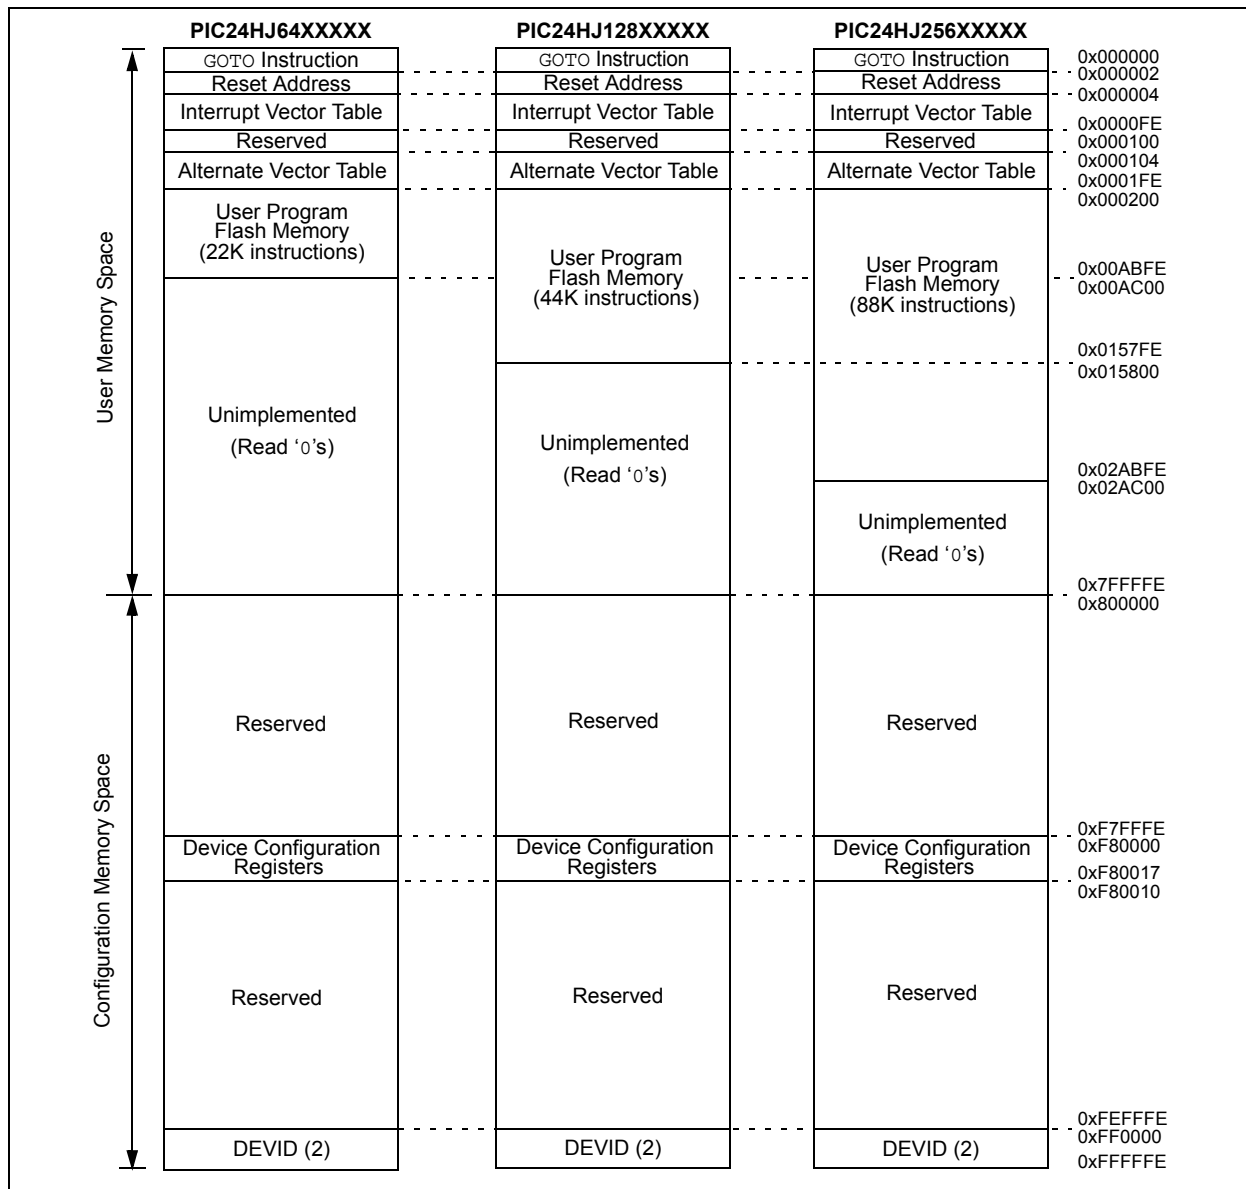 PIC24HJ64XXXXX PIC24HJ128XXXXX PIC24HJ256XXXXX
GOTO Instruction GOTO Instruction GOTO Instruction 0x000000
0x000002
Reset Address Reset Address Reset Address
0x000004
Interrupt Vector Table Interrupt Vector Table Interrupt Vector Table
0x0000FE
Reserved Reserved Reserved 0x000100
0x000104
Alternate Vector Table Alternate Vector Table Alternate Vector Table
0x0001FE
0x000200
User Program
Flash Memory
(22K instructions)
User Program
Flash Memory
(44K instructions)
User Program
Flash Memory
(88K instructions)
0x00ABFE
0x00AC00
0x0157FE
0x015800
User Memory Space
Unimplemented
(Read ‘0’s)
Unimplemented
(Read ‘0’s)
0x02ABFE
0x02AC00
Unimplemented
(Read ‘0’s)
0x7FFFFE
0x800000
Reserved Reserved Reserved
Configuration Memory Space
0xF7FFFE
0xF80000
Device Configuration
Registers
Device Configuration
Registers
Device Configuration
Registers
0xF80017
0xF80010
Reserved Reserved Reserved
0xFEFFFE
0xFF0000
DEVID (2) DEVID (2) DEVID (2)
0xFFFFFE